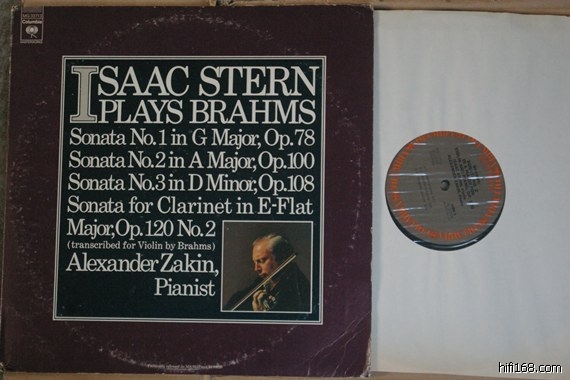 Columbia
ISAAC STERN
PLAYS BRAHMS
Sonata No.1 in G Major, Op.78
Sonata No.2 in A Major, Op.100
Sonata No.3 in D Minor, Op.108
Sonata for Clarinet in E-Flat
Major, Op.120 No.2
(transcribed for Violin by Brahms)
Alexander Zakin,
Pianist
hifi168.com